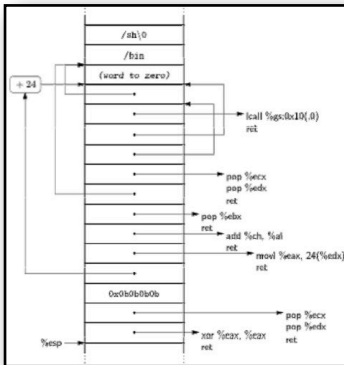 /sh\0
/bin
(word to zero)
+ 24
lcall %gs:0x10(,0)
ret
pop %ecx
pop %edx
ret
pop %ebx
ret
add %ch, %al
ret
movl %eax, 24(%edx)
ret
0x0b0b0b0b
pop %ecx
pop %edx
ret
xor %eax, %eax
ret
%esp